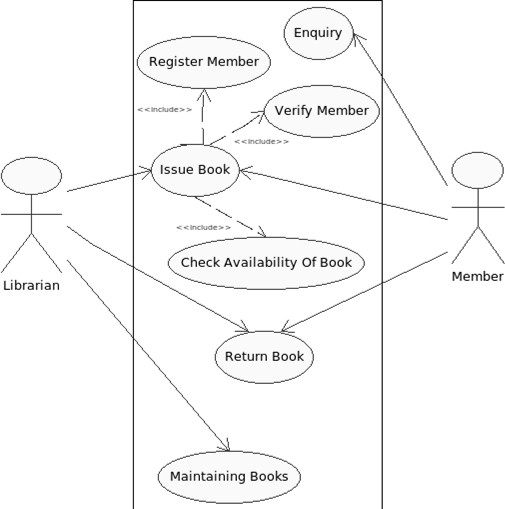 Enquiry
Register Member
<<include>>
Verify Member
<<include>>
Issue Book
<<include>>
Check Availability Of Book
Librarian
Member
Return Book
Maintaining Books